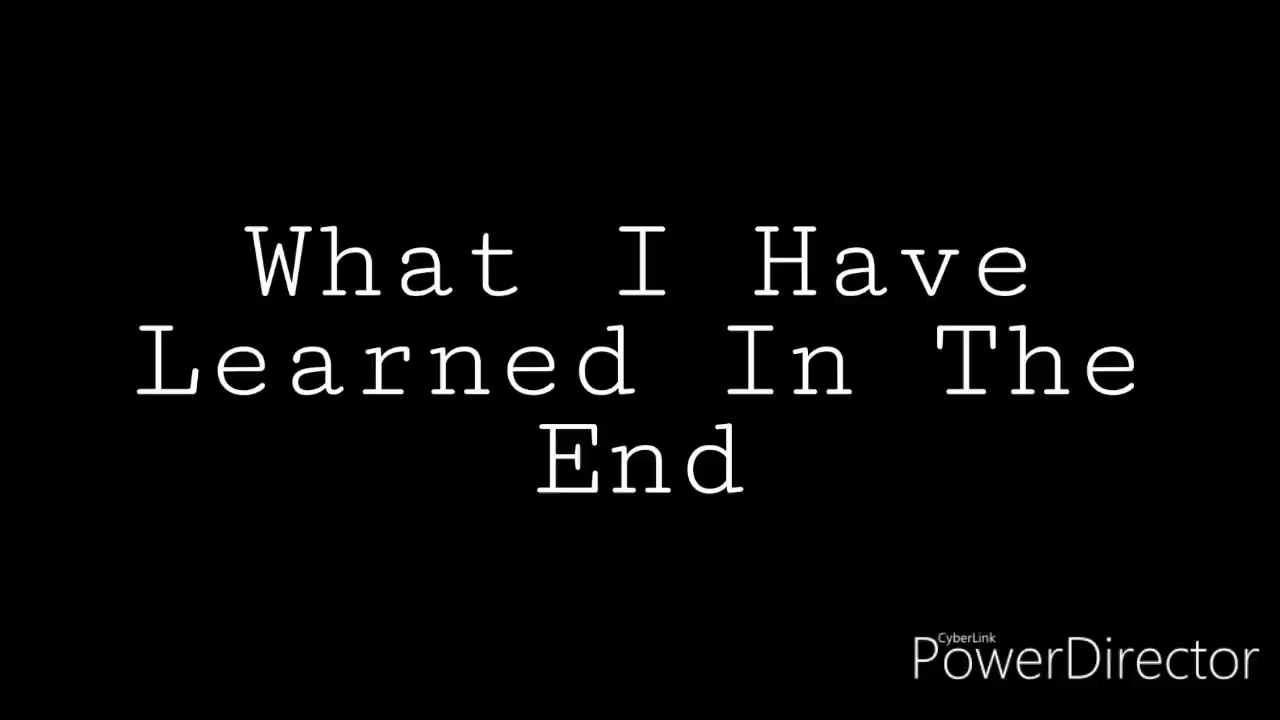 What I Have
Learned In The
End
CyberLink
PowerDirector